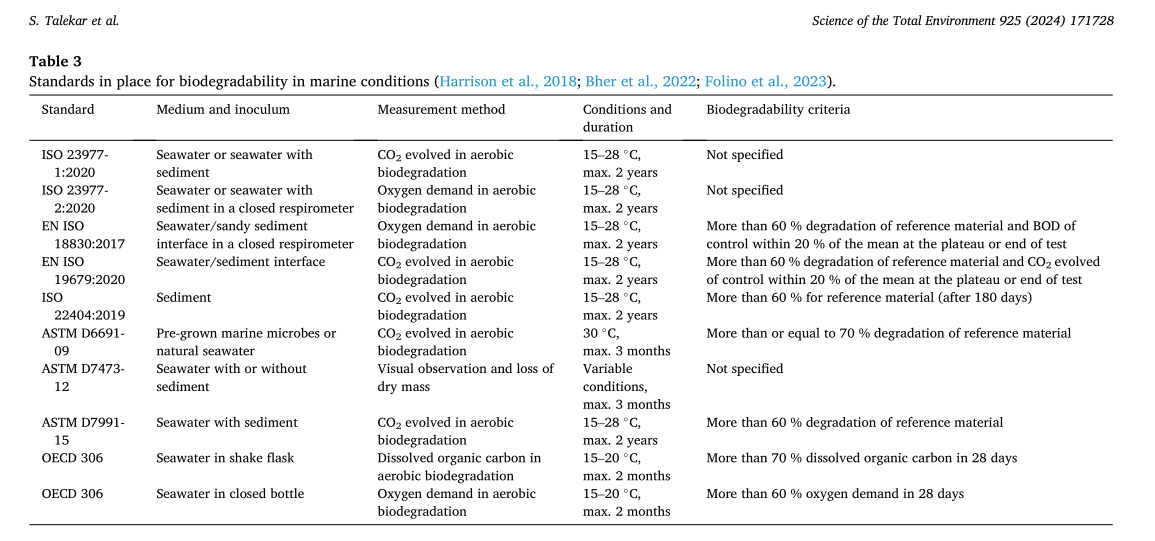 S. Talekar et al.
Science of the Total Environment 925 (2024) 171728
Table 3
Standards in place for biodegradability in marine conditions (Harrison et al., 2018; Bher et al., 2022; Folino et al., 2023).
Standard Medium and inoculum Measurement method Conditions and Biodegradability criteria
duration
ISO 23977- Seawater or seawater with CO2 evolved in aerobic 15–28 °C, Not specified
1:2020 sediment biodegradation max. 2 years
ISO 23977- Seawater or seawater with Oxygen demand in aerobic 15–28 °C, Not specified
2:2020 sediment in a closed respirometer biodegradation max. 2 years
EN ISO Seawater/sandy sediment Oxygen demand in aerobic 15–28 °C, More than 60 % degradation of reference material and BOD of
18830:2017 interface in a closed respirometer biodegradation max. 2 years control within 20 % of the mean at the plateau or end of test
EN ISO Seawater/sediment interface CO2 evolved in aerobic 15–28 °C, More than 60 % degradation of reference material and CO2 evolved
19679:2020 biodegradation max. 2 years of control within 20 % of the mean at the plateau or end of test
ISO Sediment CO2 evolved in aerobic 15–28 °C, More than 60 % for reference material (after 180 days)
22404:2019 biodegradation max. 2 years
ASTM D6691- Pre-grown marine microbes or CO2 evolved in aerobic 30 °C, More than or equal to 70 % degradation of reference material
09 natural seawater biodegradation max. 3 months
ASTM D7473- Seawater with or without Visual observation and loss of Variable Not specified
12 sediment dry mass conditions,
max. 3 months
ASTM D7991- Seawater with sediment CO2 evolved in aerobic 15–28 °C, More than 60 % degradation of reference material
15 biodegradation max. 2 years
OECD 306 Seawater in shake flask Dissolved organic carbon in 15–20 °C, More than 70 % dissolved organic carbon in 28 days
aerobic biodegradation max. 2 months
OECD 306 Seawater in closed bottle Oxygen demand in aerobic 15–20 °C, More than 60 % oxygen demand in 28 days
biodegradation max. 2 months